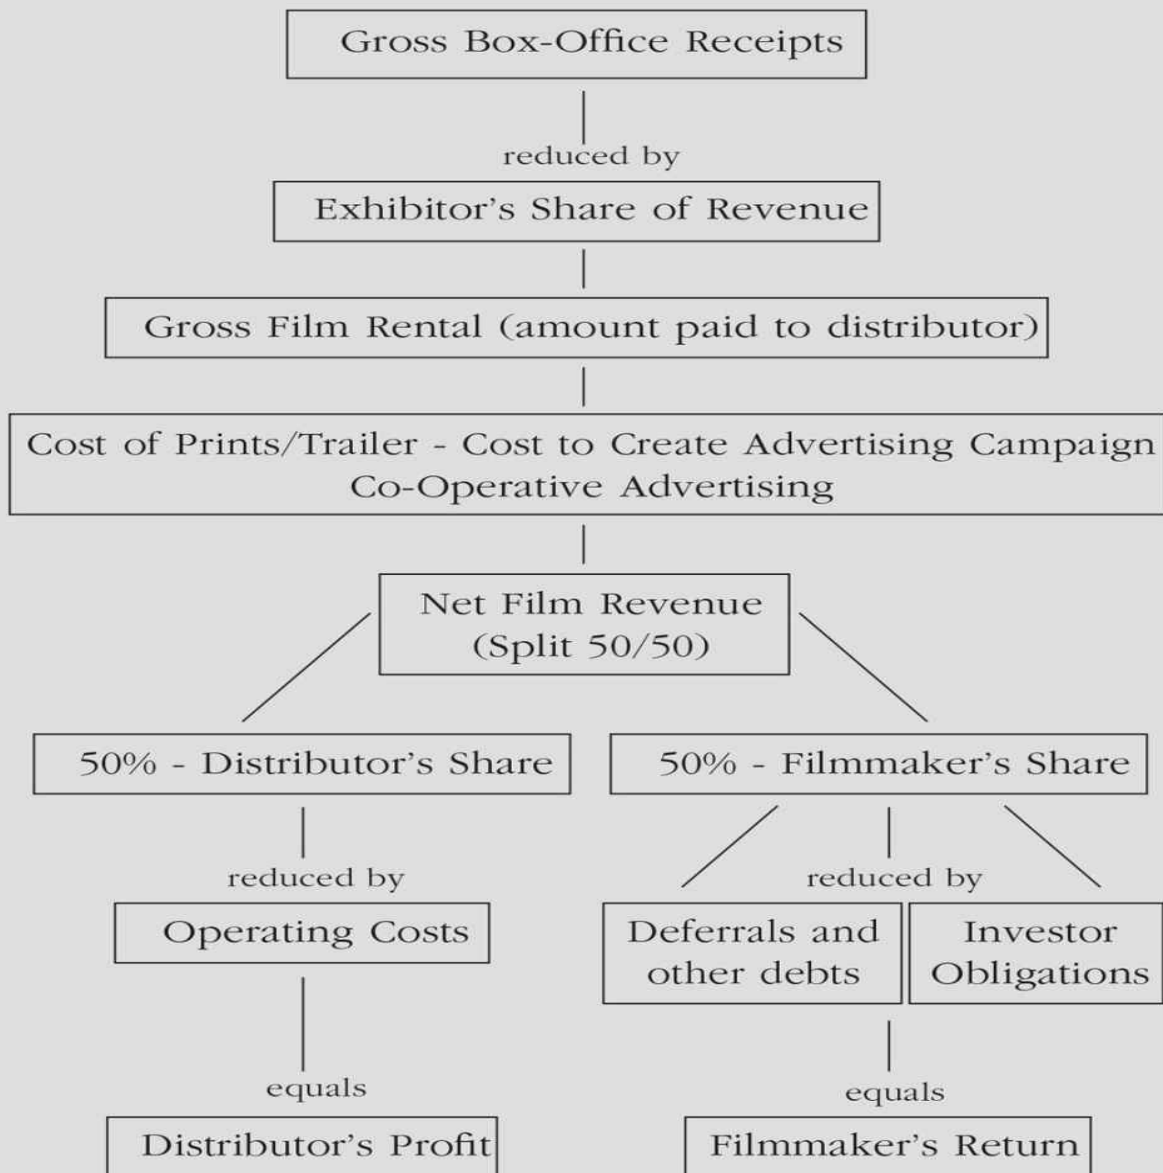 Gross Box-Office Receipts
reduced by
Exhibitor's Share of Revenue
Gross Film Rental (amount paid to distributor)
Cost of Prints/Trailer - Cost to Create Advertising Campaign
Co-Operative Advertising
Net Film Revenue
(Split 50/50)
50% - Distributor's Share
50% - Filmmaker's Share
reduced by
reduced by
Operating Costs
Deferrals and
other debts
Investor
Obligations
equals
equals
Distributor's Profit
Filmmaker's Return